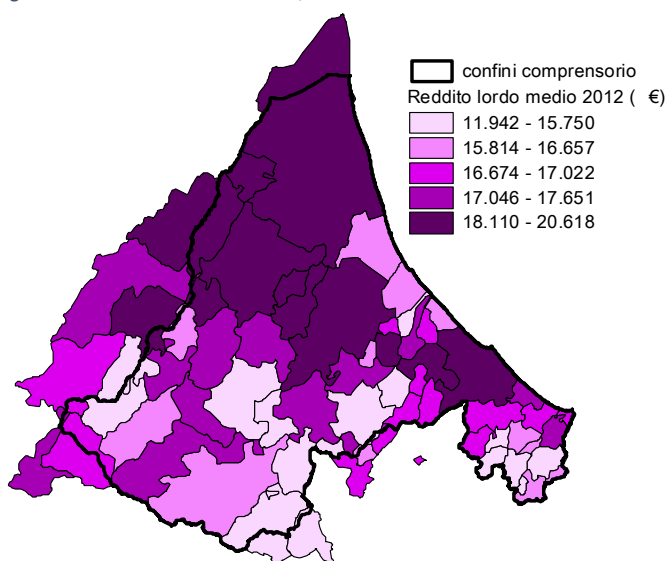 confini comprensorio
Reddito lordo medio 2012 ( €)
11.942 - 15.750
15.814 - 16.657
16.674 - 17.022
17.046 - 17.651
18.110 - 20.618